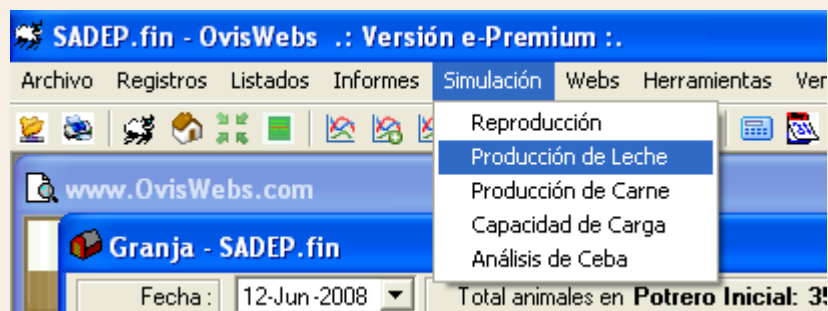 SADEP.fin - OvisWebs .: Versión e-Premium :.
Archivo Registros Listados Informes Simulación Webs Herramientas
Reproducción
Producción de Leche
Producción de Carne
Capacidad de Carga
Análisis de Ceba
www.OvisWebs.com
Granja - SADEP.fin
Fecha : 12-Jun-2008 Total animales en Potrero Inicial: 35